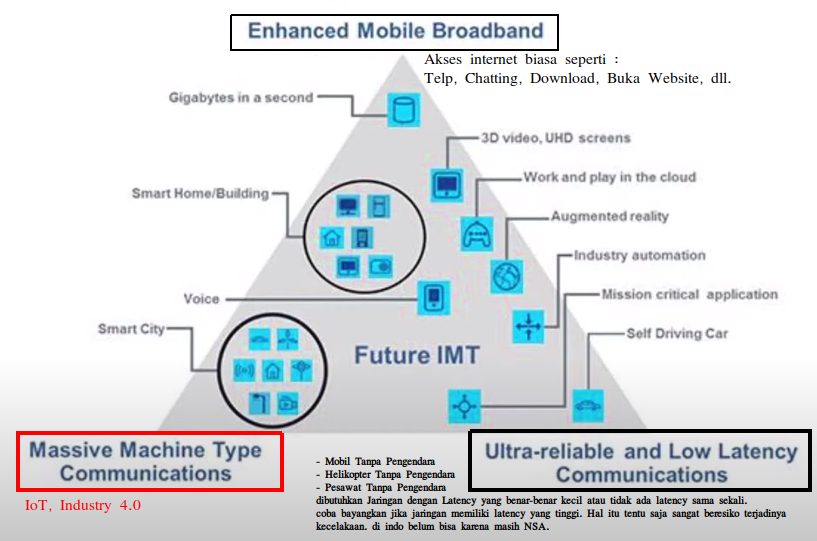 Enhanced Mobile Broadband
Akses internet biasa seperti :
Telp, Chatting, Download, Buka Website, dll.
Gigabytes in a second
3D video, UHD screens
Work and play in the cloud
Smart Home/Building
Augmented reality
Industry automation
Voice
Mission critical application
Smart City
Self Driving Car
Future IMT
Massive Machine Type
Communications
IoT, Industry 4.0
Ultra-reliable and Low Latency
Communications
- Mobil Tanpa Pengendara
- Helikopter Tanpa Pengendara
- Pesawat Tanpa Pengendara
dibutuhkan Jaringan dengan Latency yang benar-benar kecil atau tidak ada latency sama sekali.
coba bayangkan jika jaringan memiliki latency yang tinggi. Hal itu tentu saja sangat beresiko terjadinya
kecelakaan. di indo belum bisa karena masih NSA.